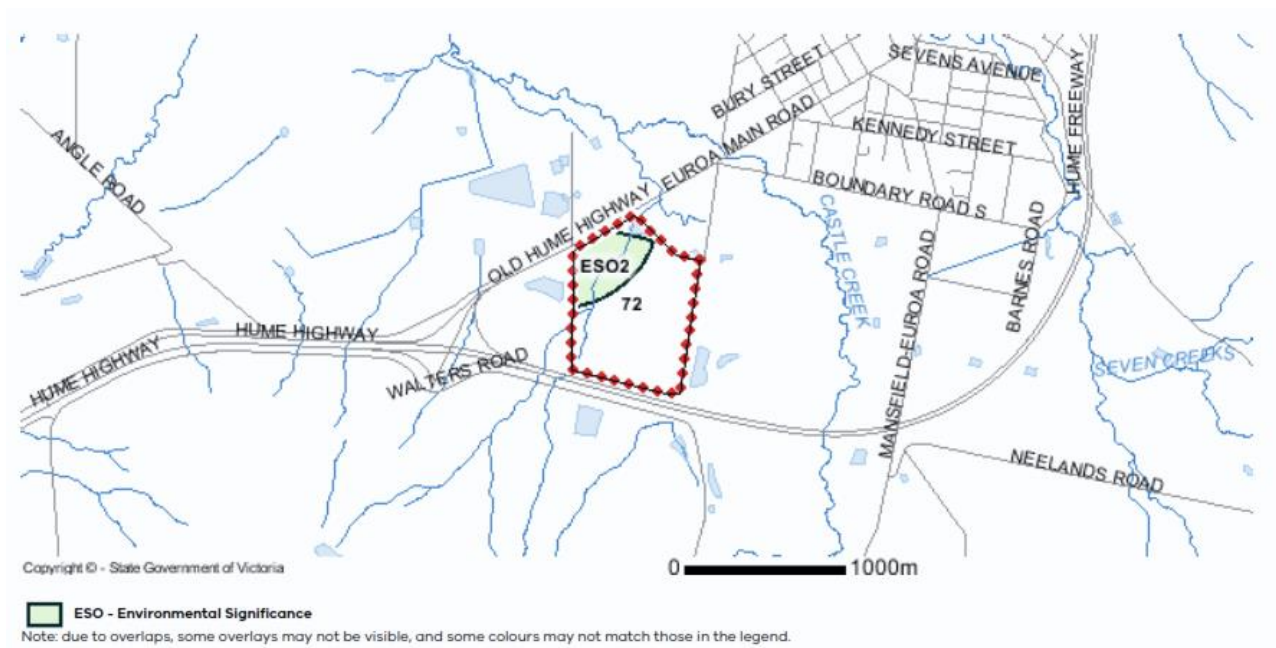 BURY STREET
SEVENS AVENUE
HUME FREEWAY
EUROA MAIN ROAD
KENNEDY STREET
ANGLE ROAD
BOUNDARY ROAD S
OLD HUME HIGHWAY
CASTLE CREEK
BARNES ROAD
MANSFIELD-EUROA ROAD
ESO2
72
HUME HIGHWAY
HUME HIGHWAY
WALTERS ROAD
SEVEN CREEKS
NEELANDS ROAD
Copyright © - State Government of Victoria
0 1000m
ESO - Environmental Significance
Note: due to overlaps, some overlays may not be visible, and some colours may not match those in the legend.